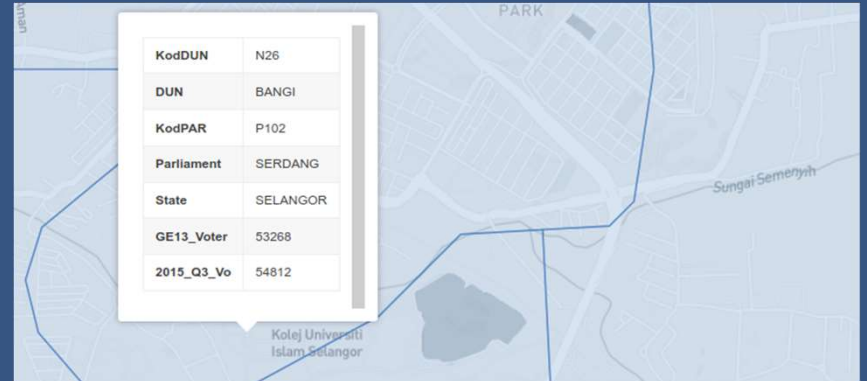 Aman
PARK
KodDUN N26
DUN BANGI
KodPAR P102
Parliament SERDANG
State SELANGOR
GE13_Voter 53268
2015_Q3_Vo 54812
Sungai Semenyih
Kolej Universiti
Islam Selangor